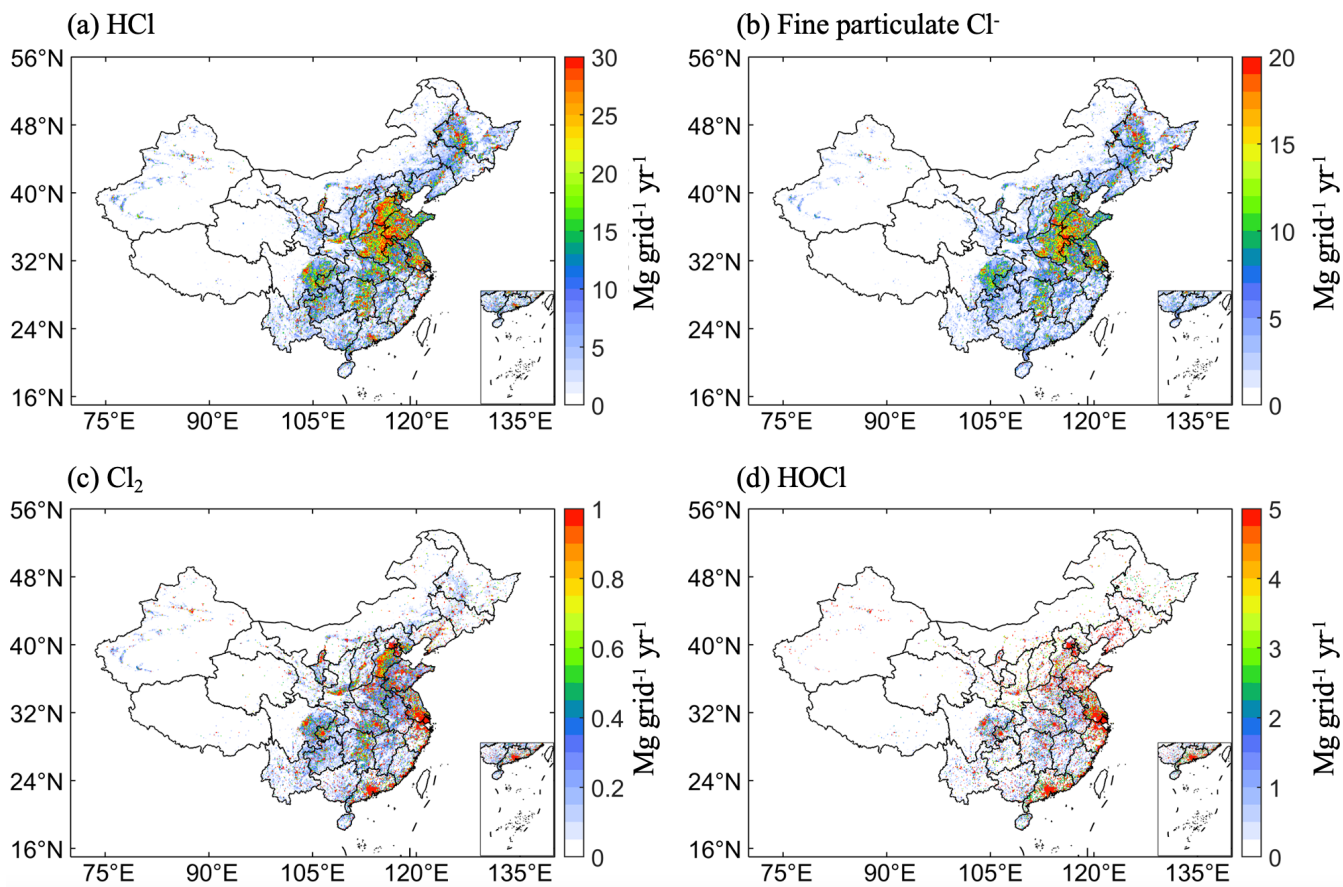 (a) HCl
(b) Fine particulate Cl-
56°N
48°N
40°N
32°N
24°N
16°N
75°E
90°E
105°E
120°E
135°E
30
25
20
15
10
5
0
Mg grid-1 yr-1
56°N
48°N
40°N
32°N
24°N
16°N
75°E
90°E
105°E
120°E
135°E
20
15
10
5
0
Mg grid-1 yr-1
(c) Cl2
(d) HOCl
56°N
48°N
40°N
32°N
24°N
16°N
75°E
90°E
105°E
120°E
135°E
1
0.8
0.6
0.4
0.2
0
Mg grid-1 yr-1
56°N
48°N
40°N
32°N
24°N
16°N
75°E
90°E
105°E
120°E
135°E
5
4
3
2
1
0
Mg grid-1 yr-1